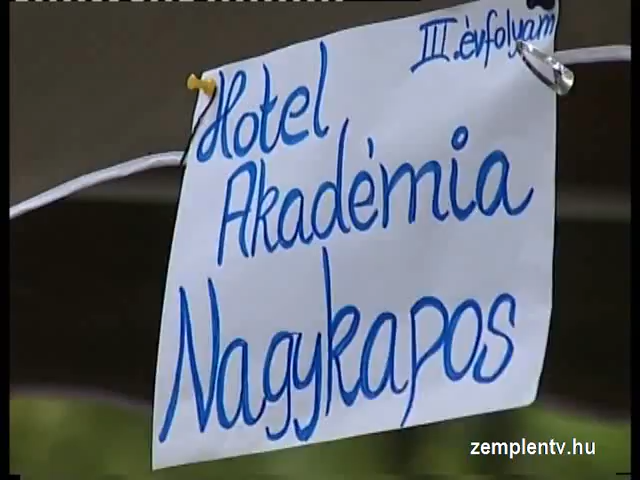 III. évfolyam
Hotel
Akadémia
Nagykapos
zemplentv.hu